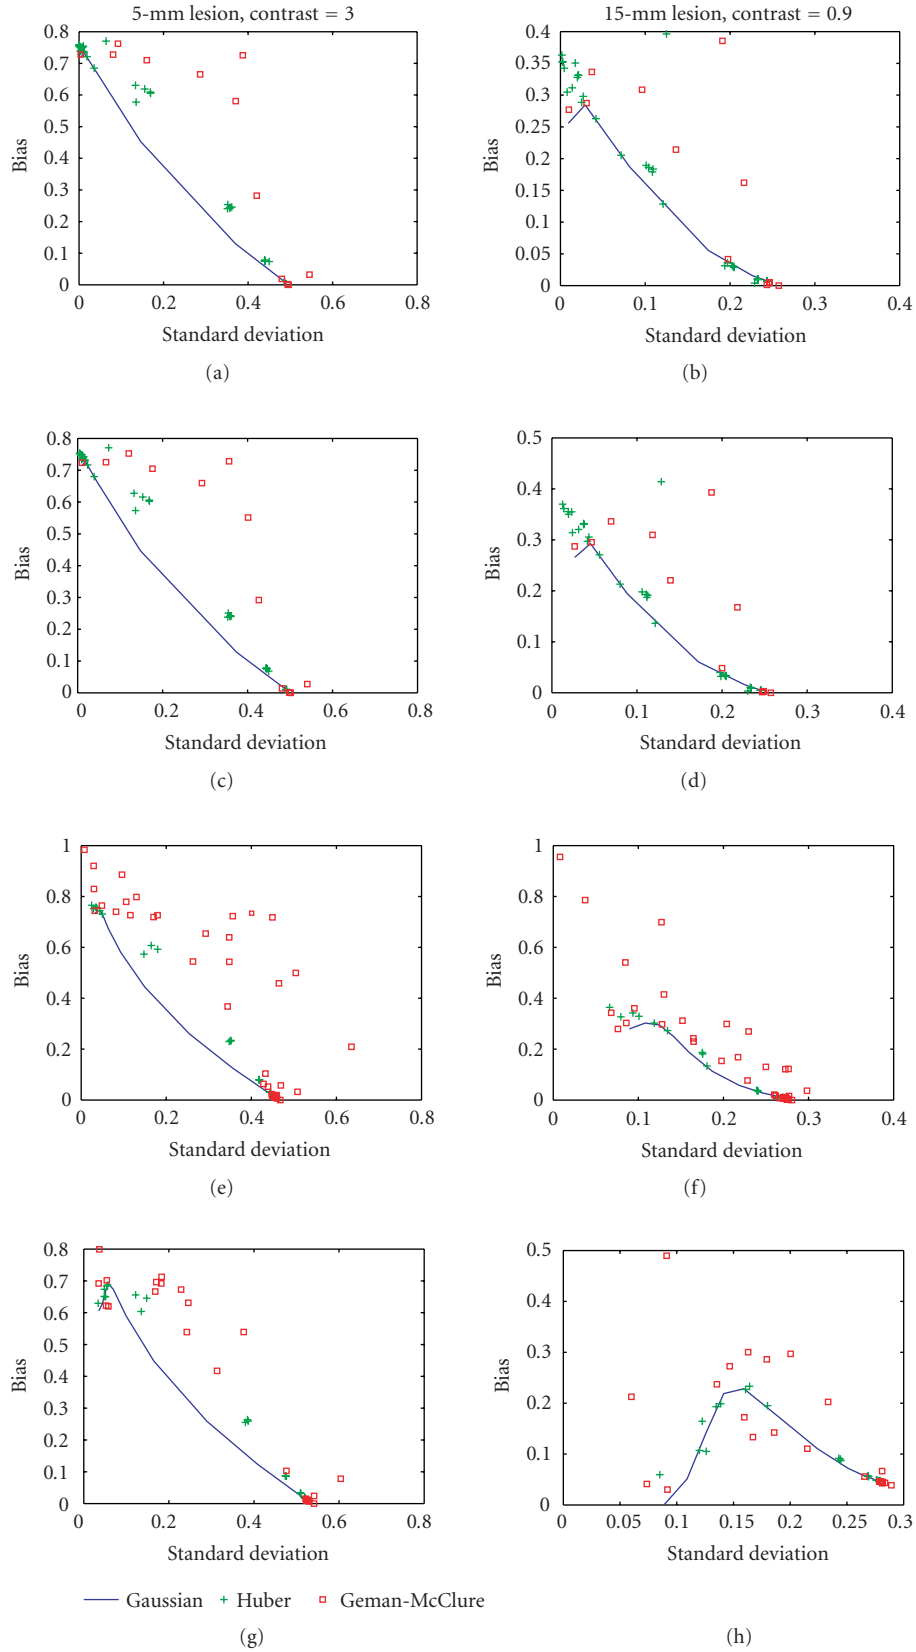 5-mm lesion, contrast = 3
0.8
0.7
0.6
0.5
0.4
0.3
0.2
0.1
0
Bias
0 0.2 0.4 0.6 0.8
Standard deviation
(a)
15-mm lesion, contrast = 0.9
0.4
0.35
0.3
0.25
0.2
0.15
0.1
0.05
0
Bias
0 0.1 0.2 0.3 0.4
Standard deviation
(b)
0.8
0.7
0.6
0.5
0.4
0.3
0.2
0.1
0
Bias
0 0.2 0.4 0.6 0.8
Standard deviation
(c)
0.5
0.4
0.3
0.2
0.1
0
Bias
0 0.1 0.2 0.3 0.4
Standard deviation
(d)
1
0.8
0.6
0.4
0.2
0
Bias
0 0.2 0.4 0.6 0.8
Standard deviation
(e)
1
0.8
0.6
0.4
0.2
0
Bias
0 0.1 0.2 0.3 0.4
Standard deviation
(f)
0.8
0.7
0.6
0.5
0.4
0.3
0.2
0.1
0
Bias
0 0.2 0.4 0.6 0.8
Standard deviation
Gaussian Huber Geman-McClure
(g)
0.5
0.4
0.3
0.2
0.1
0
Bias
0 0.05 0.1 0.15 0.2 0.25 0.3
Standard deviation
(h)